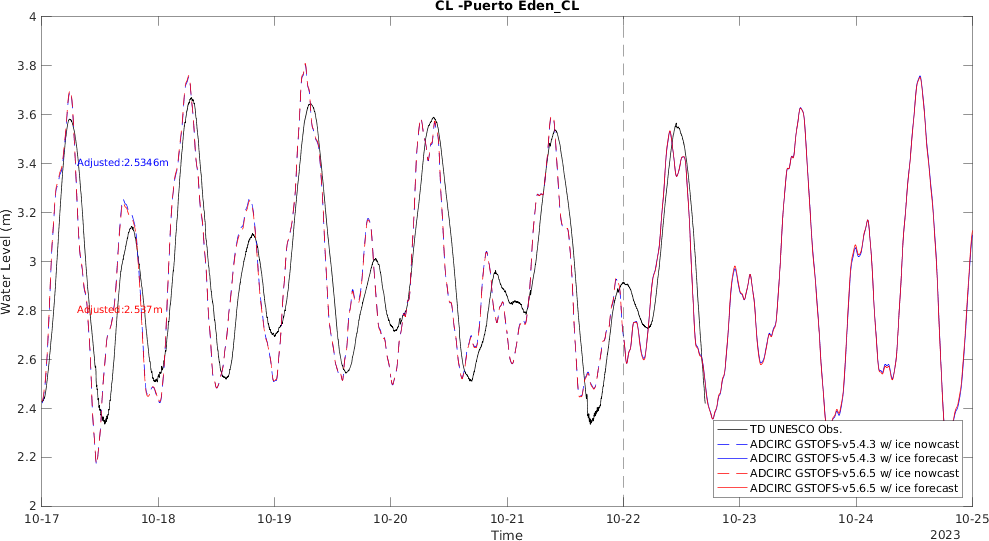 CL -Puerto Eden_CL
4
3.8
3.6
3.4
3.2
3
2.8
2.6
2.4
2.2
2
Water Level (m)
Adjusted:2.5346m
Adjusted:2.537m
TD UNESCO Obs.
ADCIRC GSTOFS-v5.4.3 w/ ice nowcast
ADCIRC GSTOFS-v5.4.3 w/ ice forecast
ADCIRC GSTOFS-v5.6.5 w/ ice nowcast
ADCIRC GSTOFS-v5.6.5 w/ ice forecast
10-17 10-18 10-19 10-20 10-21 10-22 10-23 10-24 10-25
Time
2023